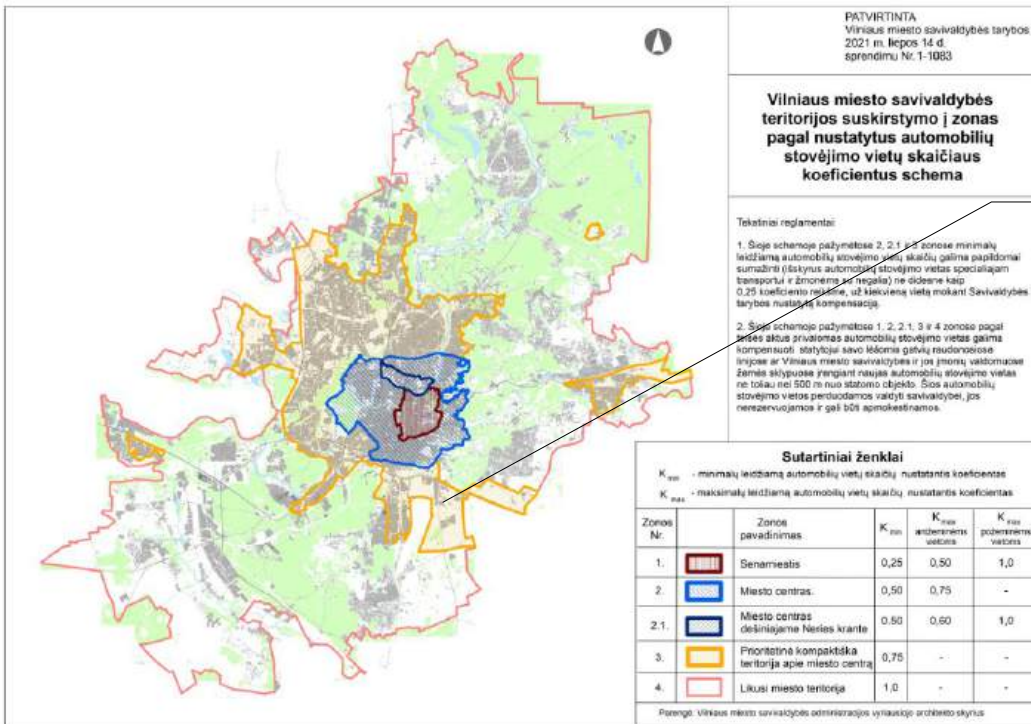 PATVIRTINTA
Vilniaus miesto savivaldybės tarybos
2021 m. liepos 14 d.
sprendimu Nr. 1-1083
Vilniaus miesto savivaldybės
teritorijos suskirstymo į zonas
pagal nustatytus automobilių
stovėjimo vietų skaičiaus
koeficientus schema
Tekstiniai reglamentai:
1. Šioje schemoje pažymėtose 2, 2.1 ir 3 zonose minimalų
leidžiamą automobilių stovėjimo vietų skaičių galima papildomai
sumažinti (išskyrus automobilių stovėjimo vietas specialiajam
transportui ir žmonėms su negalia) ne didesne kaip
0,25 koeficiento reikšme, už kiekvieną vietą mokant Savivaldybės
tarybos nustatytą kompensaciją.
2. Šioje schemoje pažymėtose 1, 2, 2.1, 3 ir 4 zonose pagal
teisės aktus privalomas automobilių stovėjimo vietas galima
kompensuoti statytojui savo lėšomis gatvių raudonosiose
linijose ar Vilniaus miesto savivaldybės ir jos įmonių valdomuose
žemės sklypuose įrengiant naujas automobilių stovėjimo vietas
ne toliau nei 500 m nuo statomo objekto. Šios automobilių
stovėjimo vietos perduodamos valdyti savivaldybei, jos
nerezervuojamos ir gali būti apmokestinamos.
Sutartiniai ženklai
K min - minimalų leidžiamą automobilių vietų skaičių nustatantis koeficientas
K max - maksimalų leidžiamą automobilių vietų skaičių nustatantis koeficientas
Zonos Nr. Zonos pavadinimas K min K max antžeminėms vietoms K max požeminėms vietoms
1. Senamiestis 0,25 0,50 1,0
2. Miesto centras. 0,50 0,75 -
2.1. Miesto centras dešiniajame Neries krante 0.50 0,60 1,0
3. Prioritetinė kompaktiška teritorija apie miesto centrą 0,75 - -
4. Likusi miesto teritorija 1,0 - -
Parengė: Vilniaus miesto savivaldybės administracijos vyriausiojo architekto skyrius